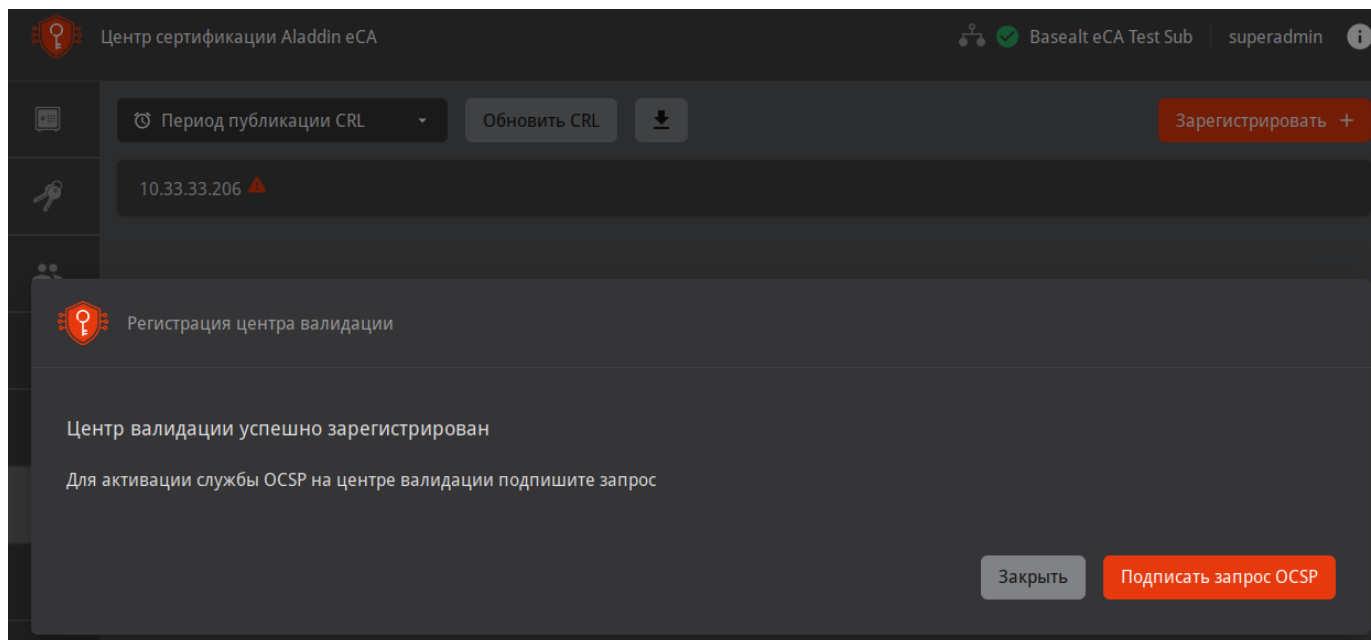 Центр сертификации Aladdin eCA
Basealt eCA Test Sub superadmin
Период публикации CRL Обновить CRL Зарегистрировать +
10.33.33.206
Регистрация центра валидации
Центр валидации успешно зарегистрирован
Для активации службы OCSP на центре валидации подпишите запрос
Закрыть Подписать запрос OCSP